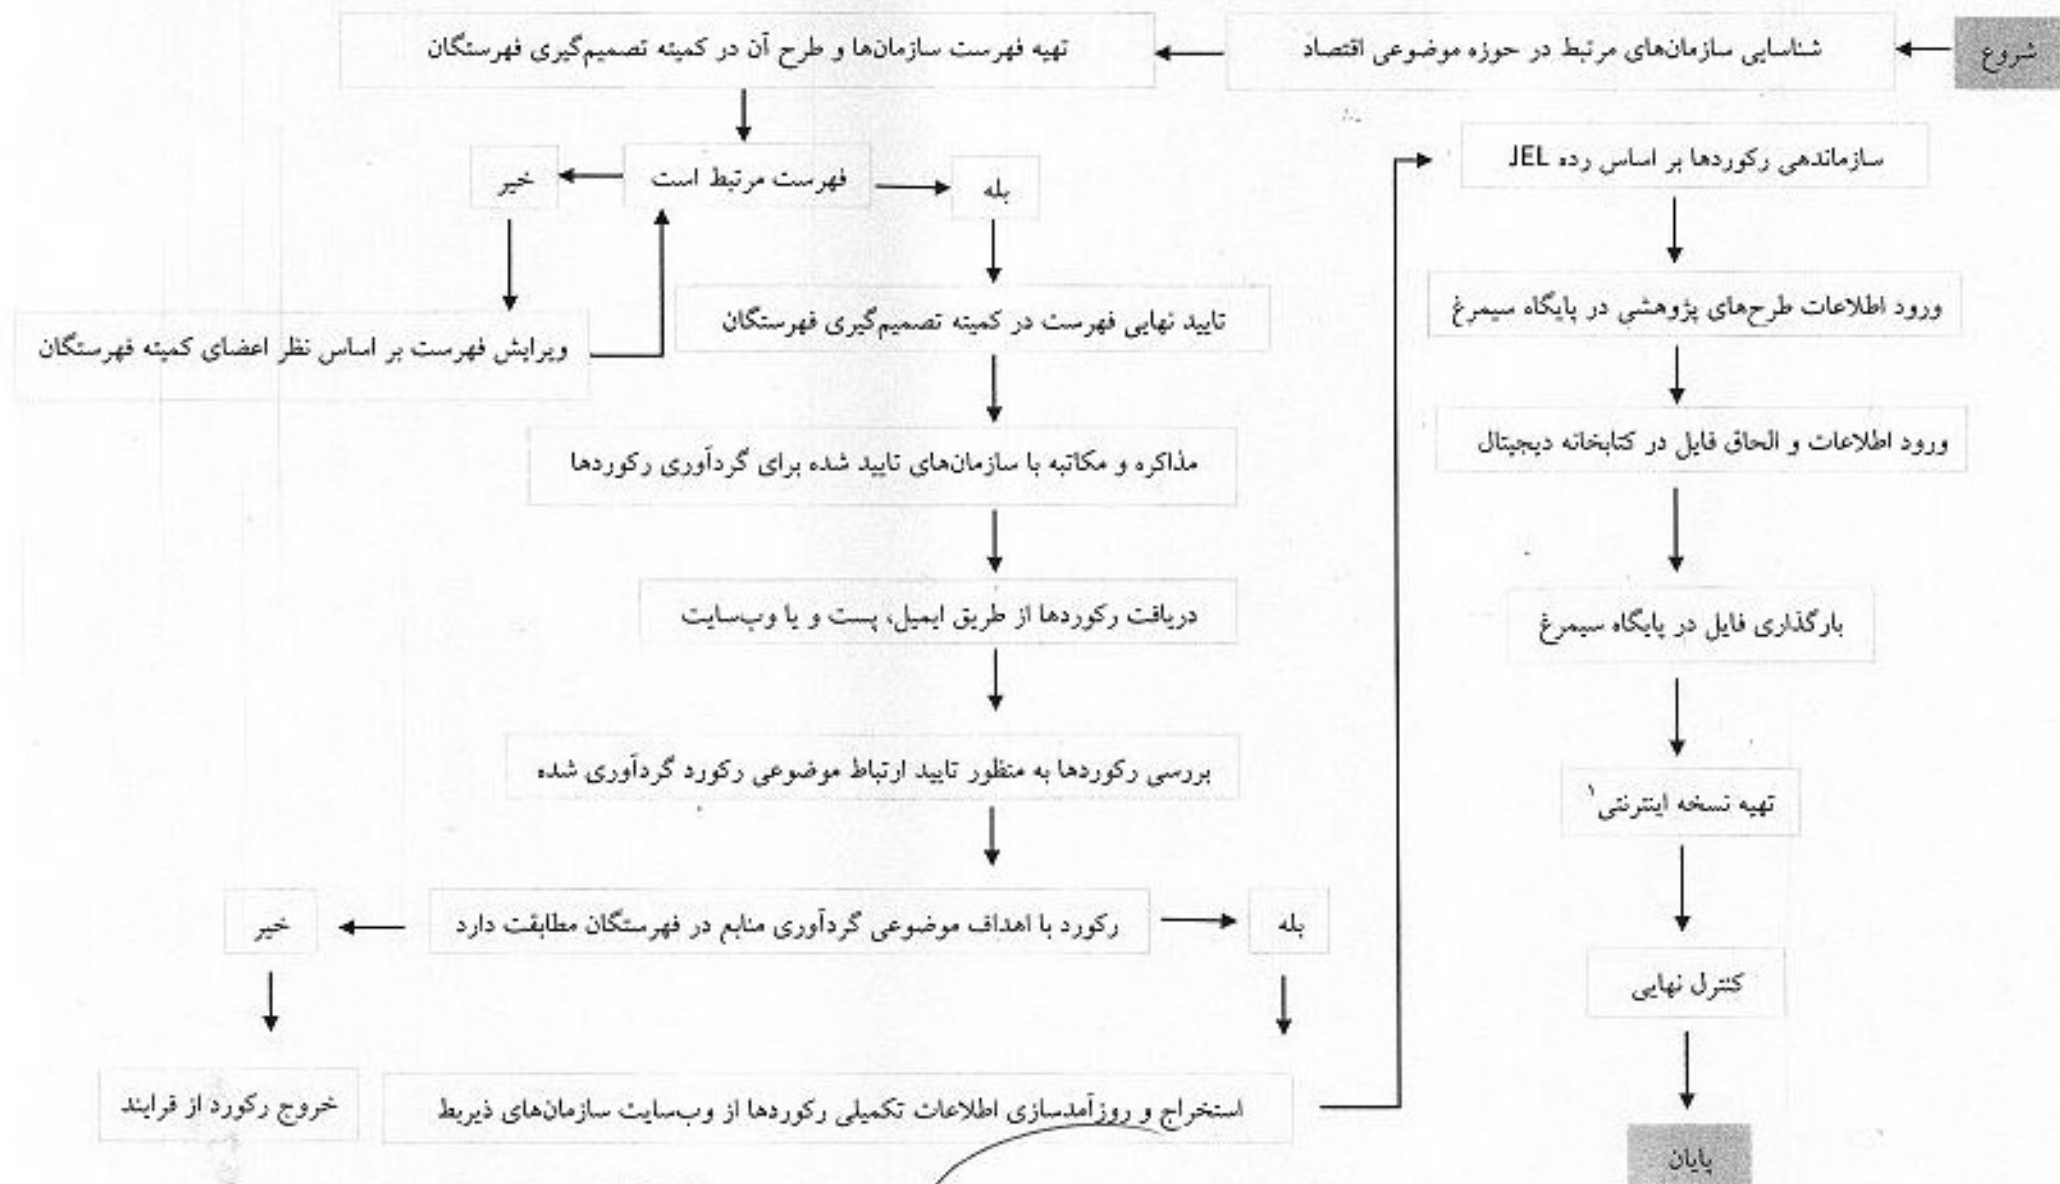 شروع
شناسایی سازمان‌های مرتبط در حوزه موضوعی اقتصاد
تهیه فهرست سازمان‌ها و طرح آن در کمیته تصمیم‌گیری فهرستگان
فهرست مرتبط است
خیر
بله
ویرایش فهرست بر اساس نظر اعضای کمیته فهرستگان
تایید نهایی فهرست در کمیته تصمیم‌گیری فهرستگان
مذاکره و مکاتبه با سازمان‌های تایید شده برای گردآوری رکوردها
دریافت رکوردها از طریق ایمیل، پست و یا وب‌سایت
بررسی رکوردها به منظور تایید ارتباط موضوعی رکورد گردآوری شده
رکورد با اهداف موضوعی گردآوری منابع در فهرستگان مطابقت دارد
خیر
بله
خروج رکورد از فرایند
استخراج و روزآمدسازی اطلاعات تکمیلی رکوردها از وب‌سایت سازمان‌های ذیربط
سازماندهی رکوردها بر اساس رده JEL
ورود اطلاعات طرح‌های پژوهشی در پایگاه سیمرغ
ورود اطلاعات و الحاق فایل در کتابخانه دیجیتال
بارگذاری فایل در پایگاه سیمرغ
تهیه نسخه اینترنتی۱
کنترل نهایی
پایان